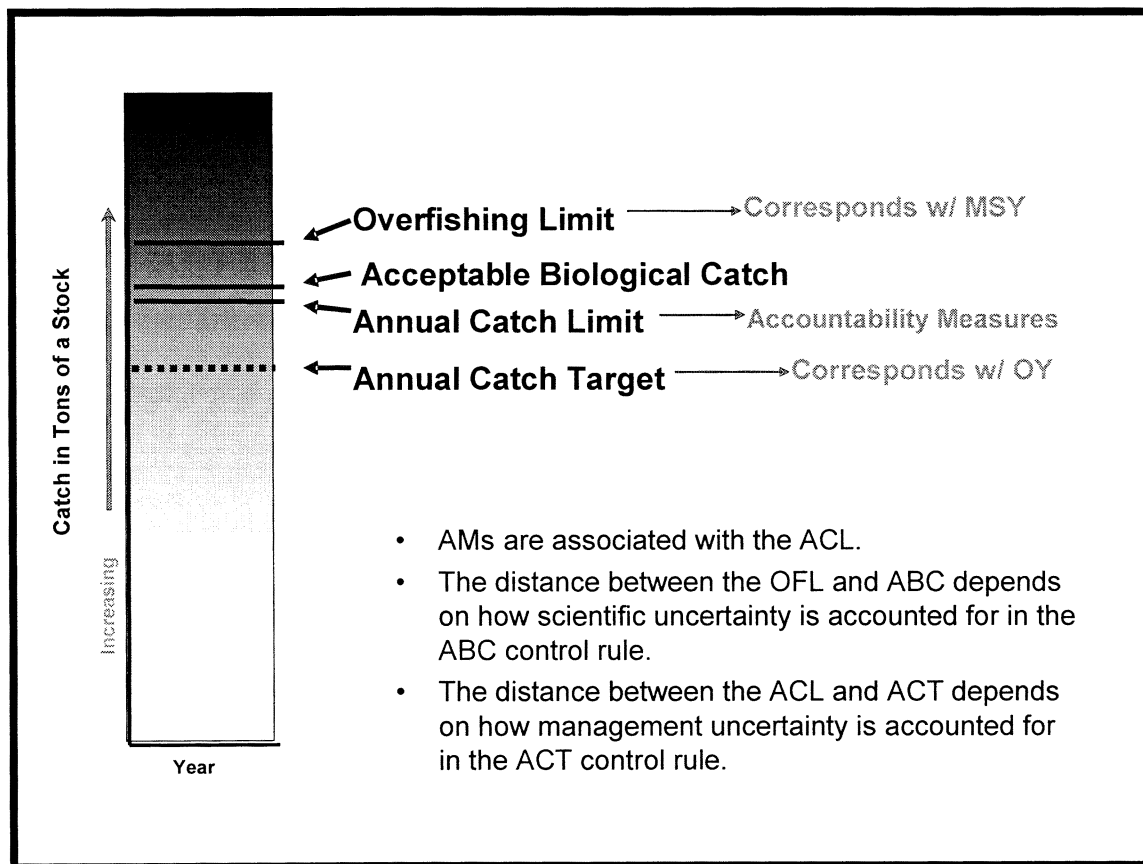 Overfishing Limit
Corresponds w/ MSY
Acceptable Biological Catch
Annual Catch Limit
Accountability Measures
Annual Catch Target
Corresponds w/ OY
Catch in Tons of a Stock
Increasing
Year
• AMs are associated with the ACL.
• The distance between the OFL and ABC depends
on how scientific uncertainty is accounted for in the
ABC control rule.
• The distance between the ACL and ACT depends
on how management uncertainty is accounted for
in the ACT control rule.